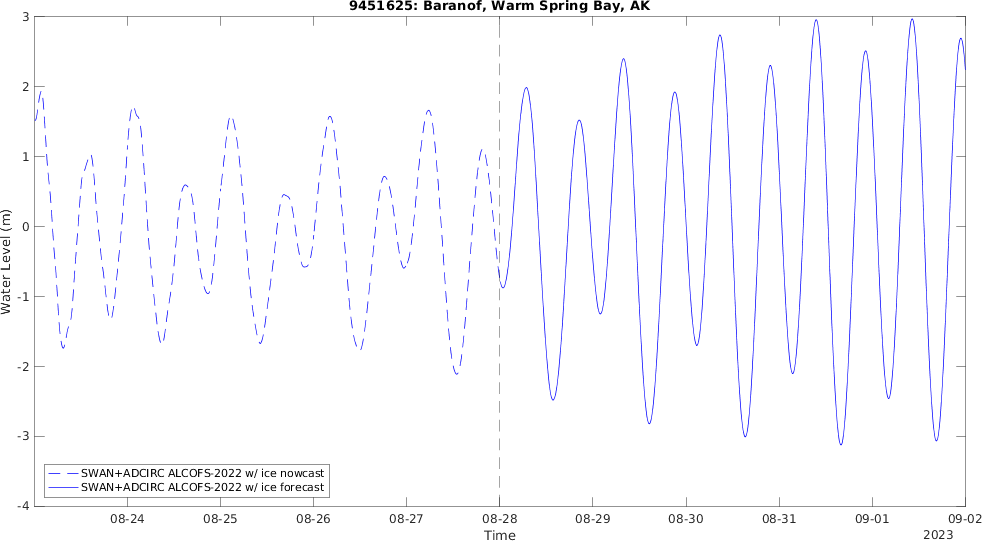 9451625: Baranof, Warm Spring Bay, AK
3
2
1
0
-1
-2
-3
-4
Water Level (m)
SWAN+ADCIRC ALCOFS-2022 w/ ice nowcast
SWAN+ADCIRC ALCOFS-2022 w/ ice forecast
08-24 08-25 08-26 08-27 08-28 08-29 08-30 08-31 09-01 09-02
Time
2023